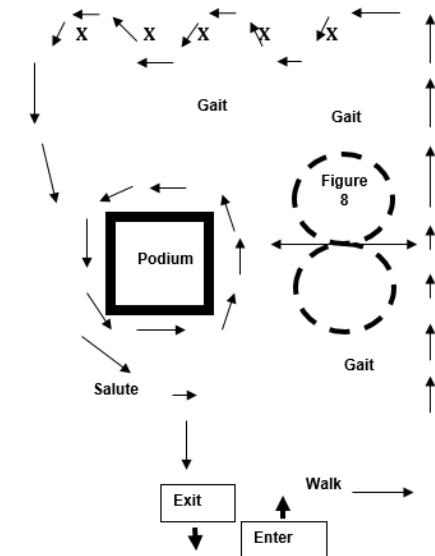 X X X X X
Gait
Gait
Figure
8
Podium
Gait
Salute
Walk
Exit
Enter